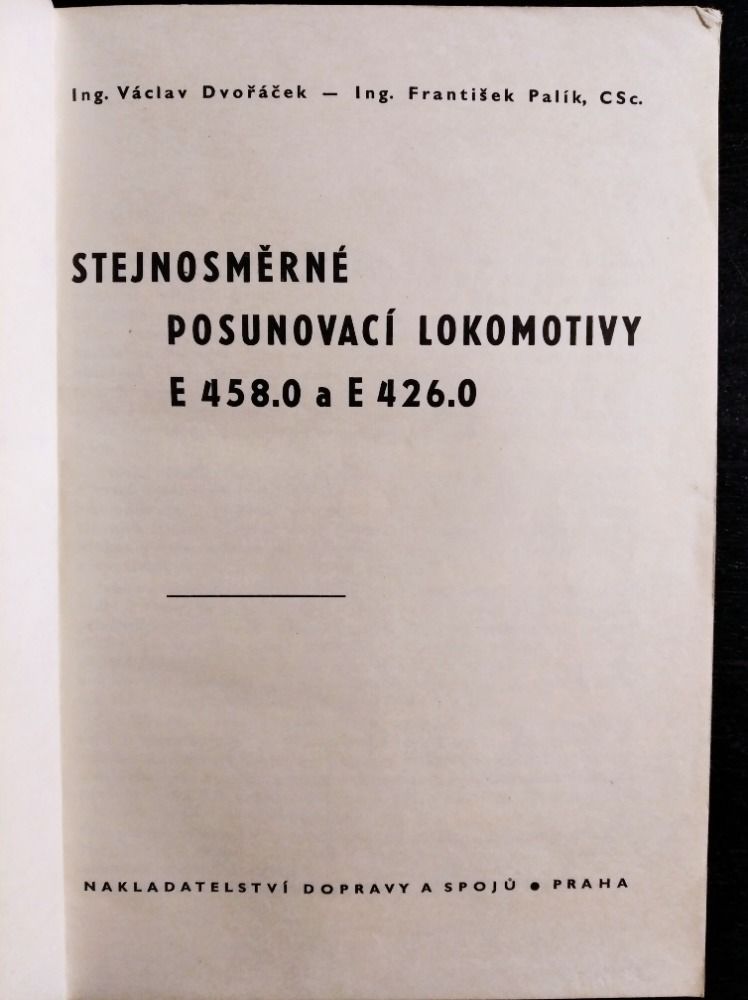 Ing. Václav Dvořáček — Ing. František Palík, CSc.
STEJNOSMĚRNÉ
POSUNOVACÍ LOKOMOTIVY
E 458.0 a E 426.0
NAKLADATELSTVÍ DOPRAVY A SPOJŮ ● PRAHA